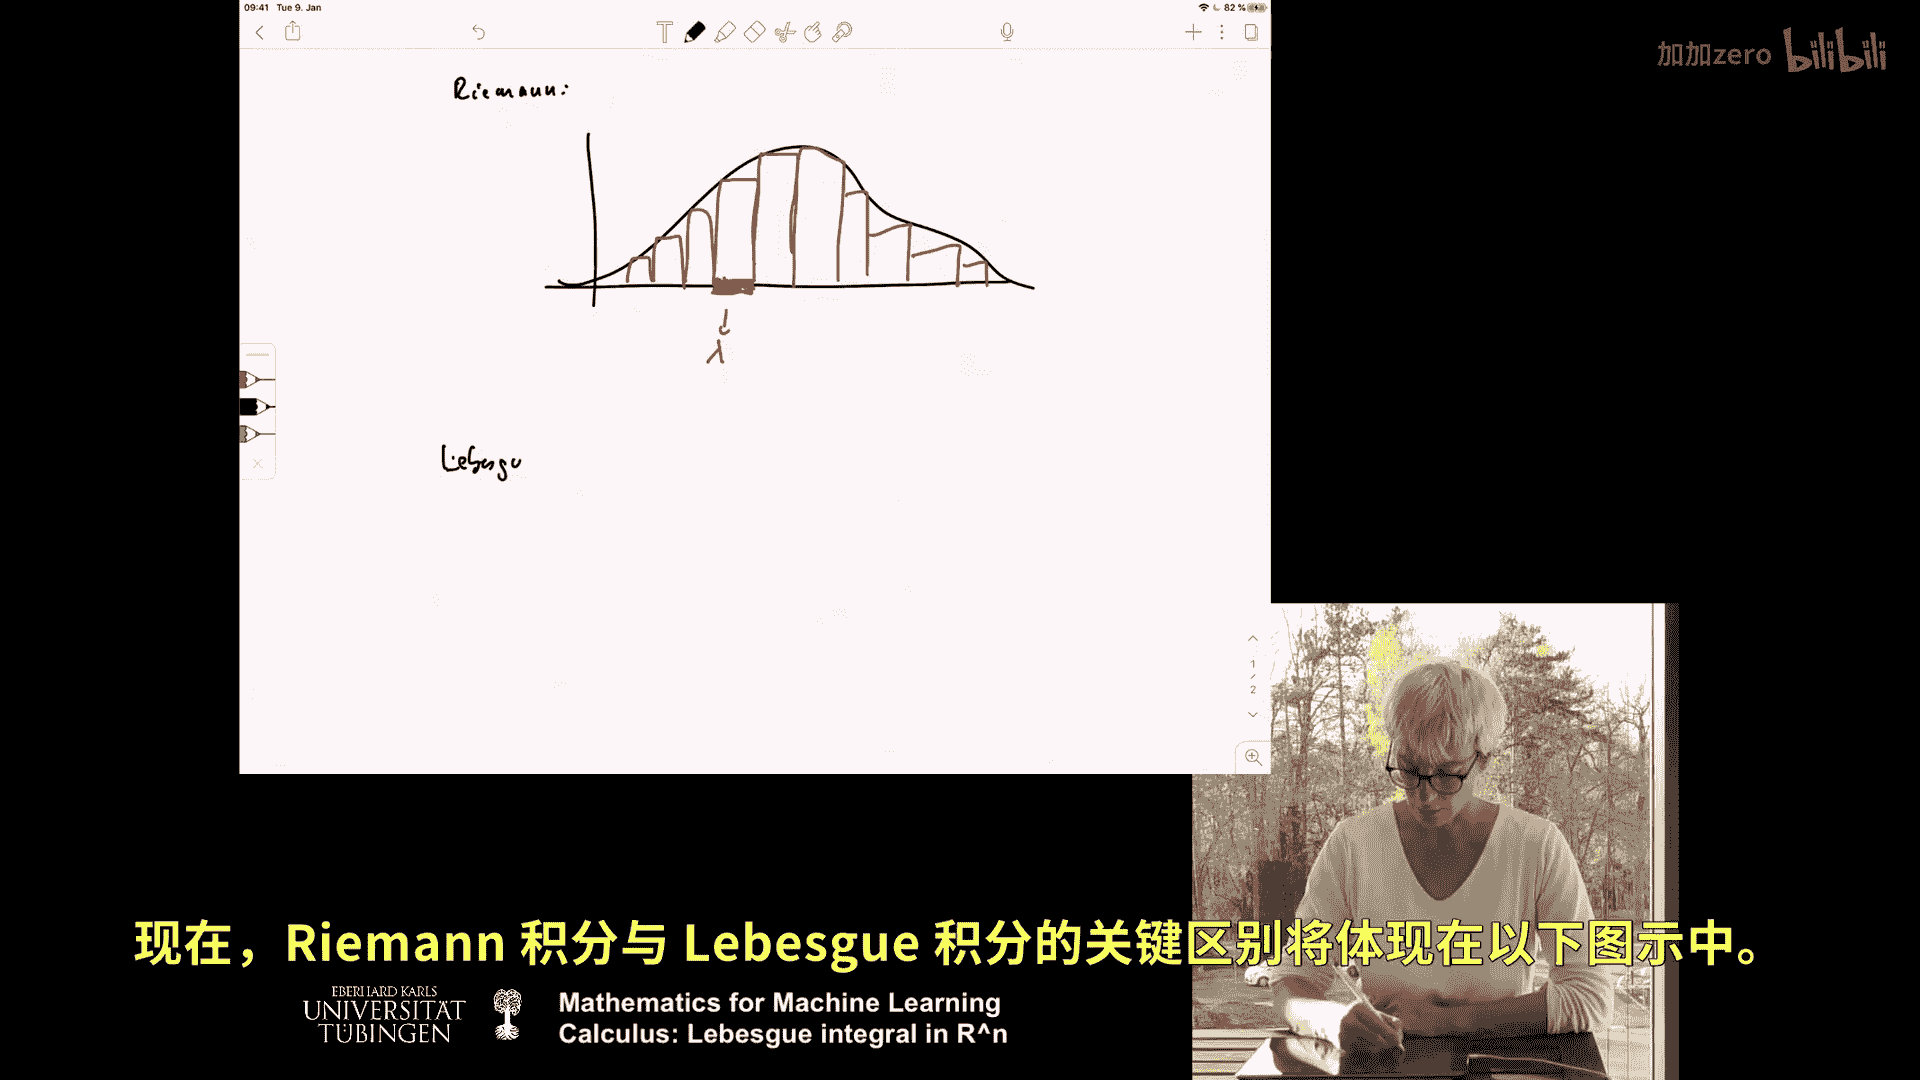 09:41 Tue 9. Jan
82 %
加加zero bilibili
T
Riemann:
λ
Lebesgu
1
/
2
现在，Riemann 积分与 Lebesgue 积分的关键区别将体现在以下图示中。
EBERHARD KARLS
UNIVERSITÄT
TÜBINGEN
Mathematics for Machine Learning
Calculus: Lebesgue integral in R^n